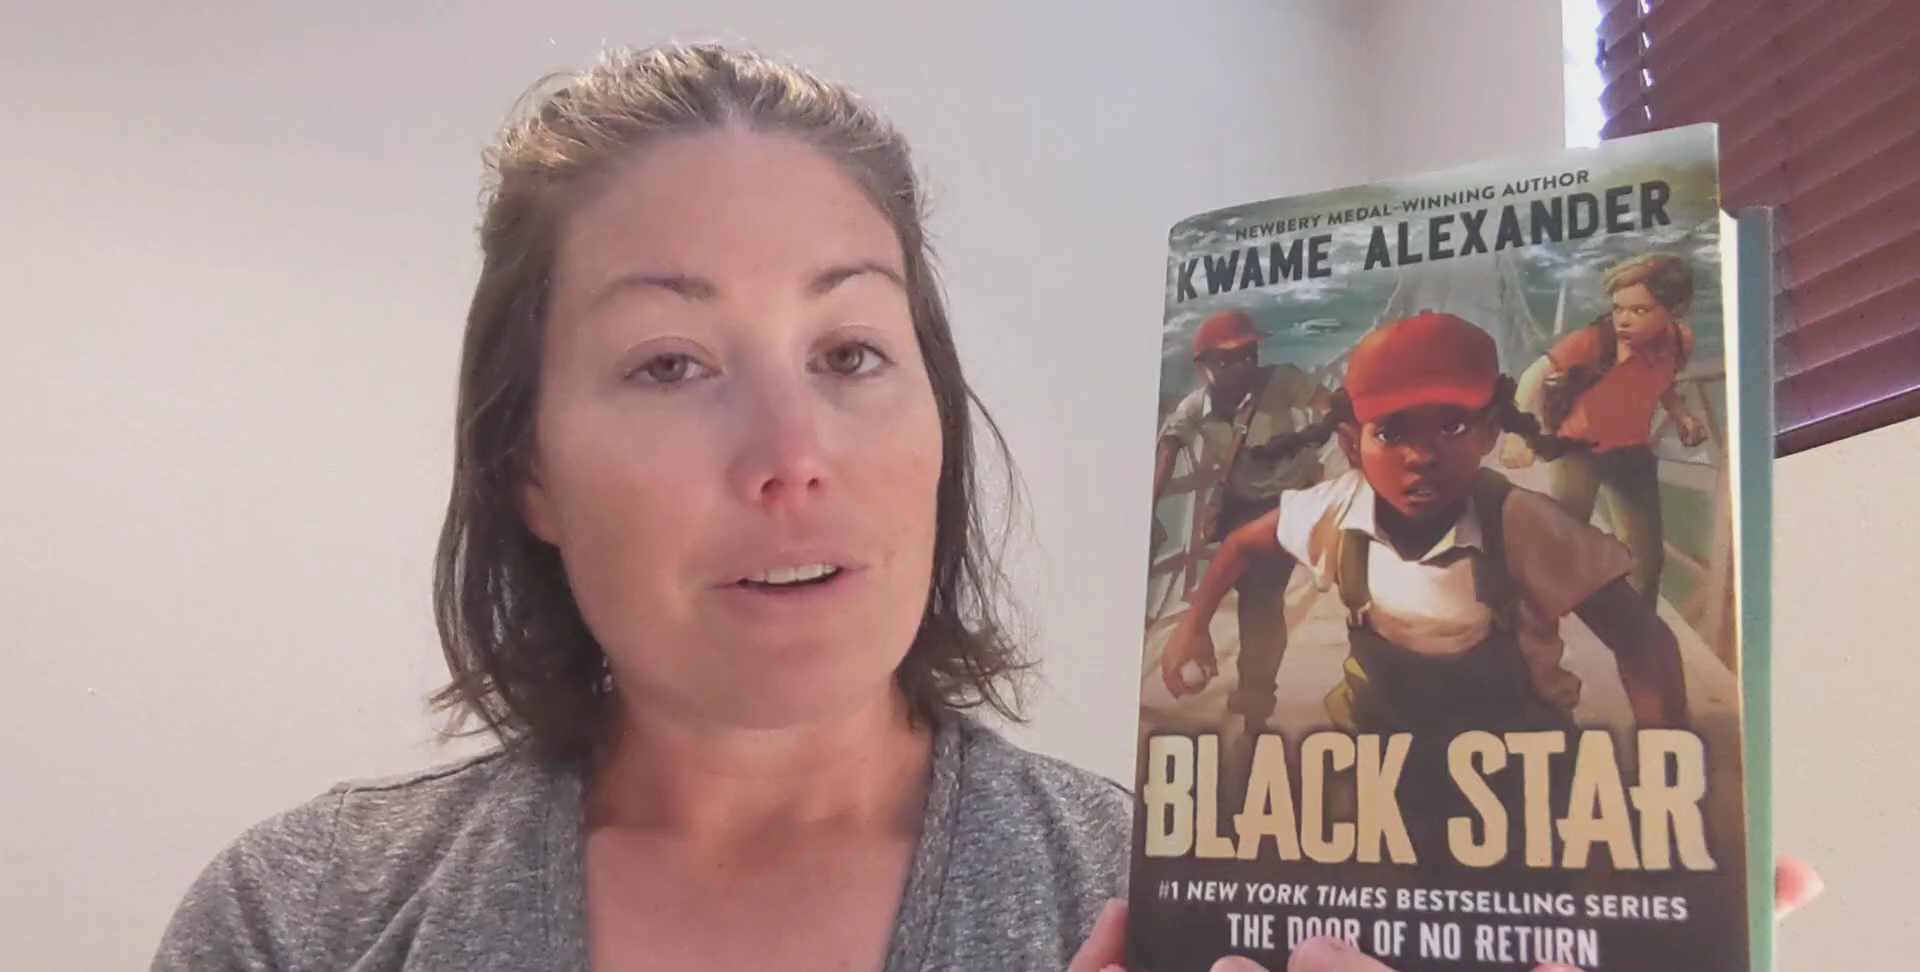 NEWBERY MEDAL–WINNING AUTHOR
KWAME ALEXANDER
BLACK STAR
#1 NEW YORK TIMES BESTSELLING SERIES
THE DOOR OF NO RETURN